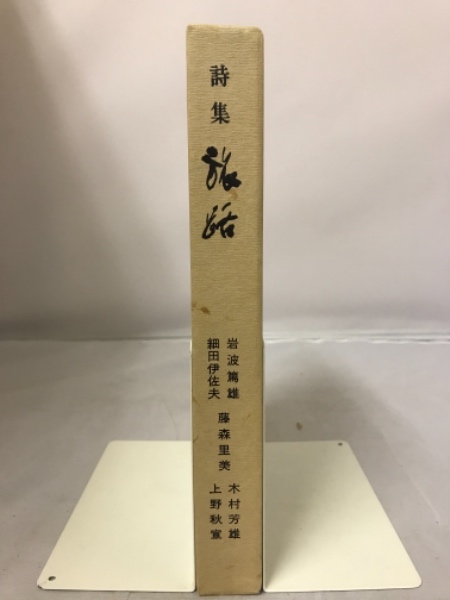 詩集
旅路
岩波篤雄
細田伊佐夫
藤森里美
木村芳雄
上野秋宣